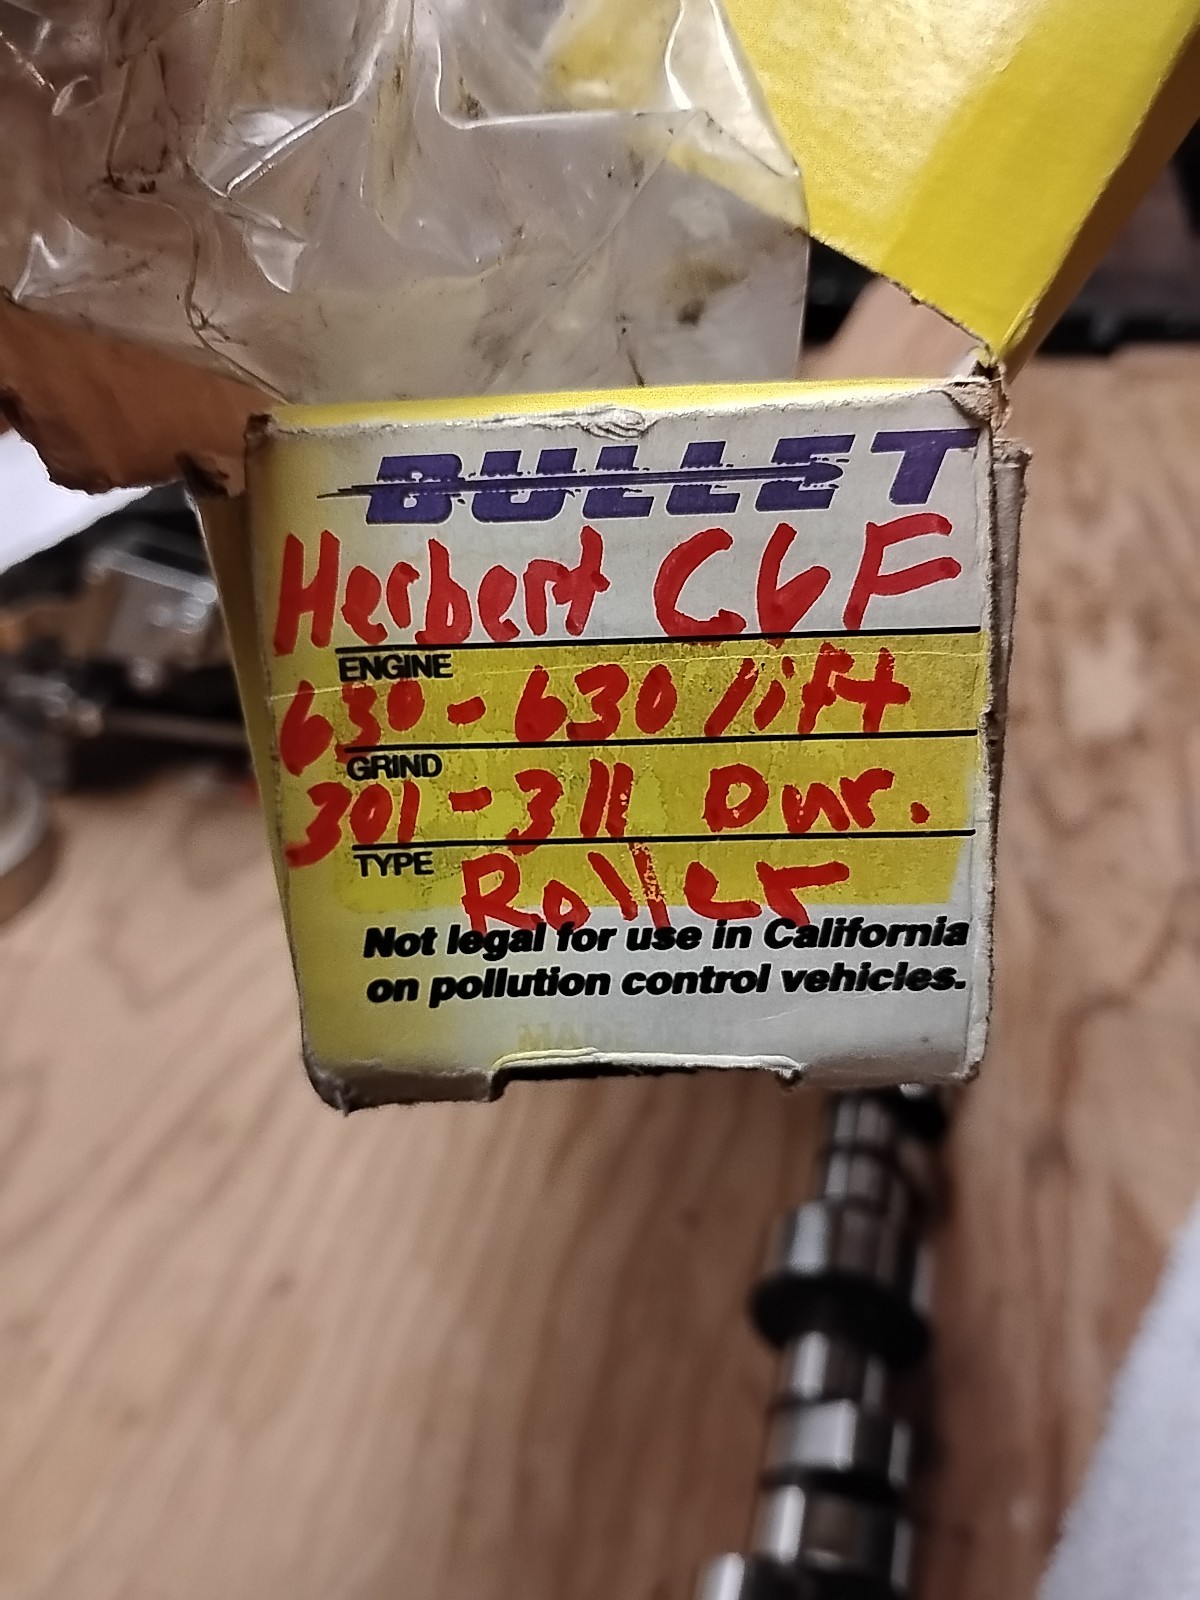 BULLET
Herbert C6F
ENGINE
630-630 lift
GRIND
301-311 Dur.
TYPE
Roller
Not legal for use in California
on pollution control vehicles.